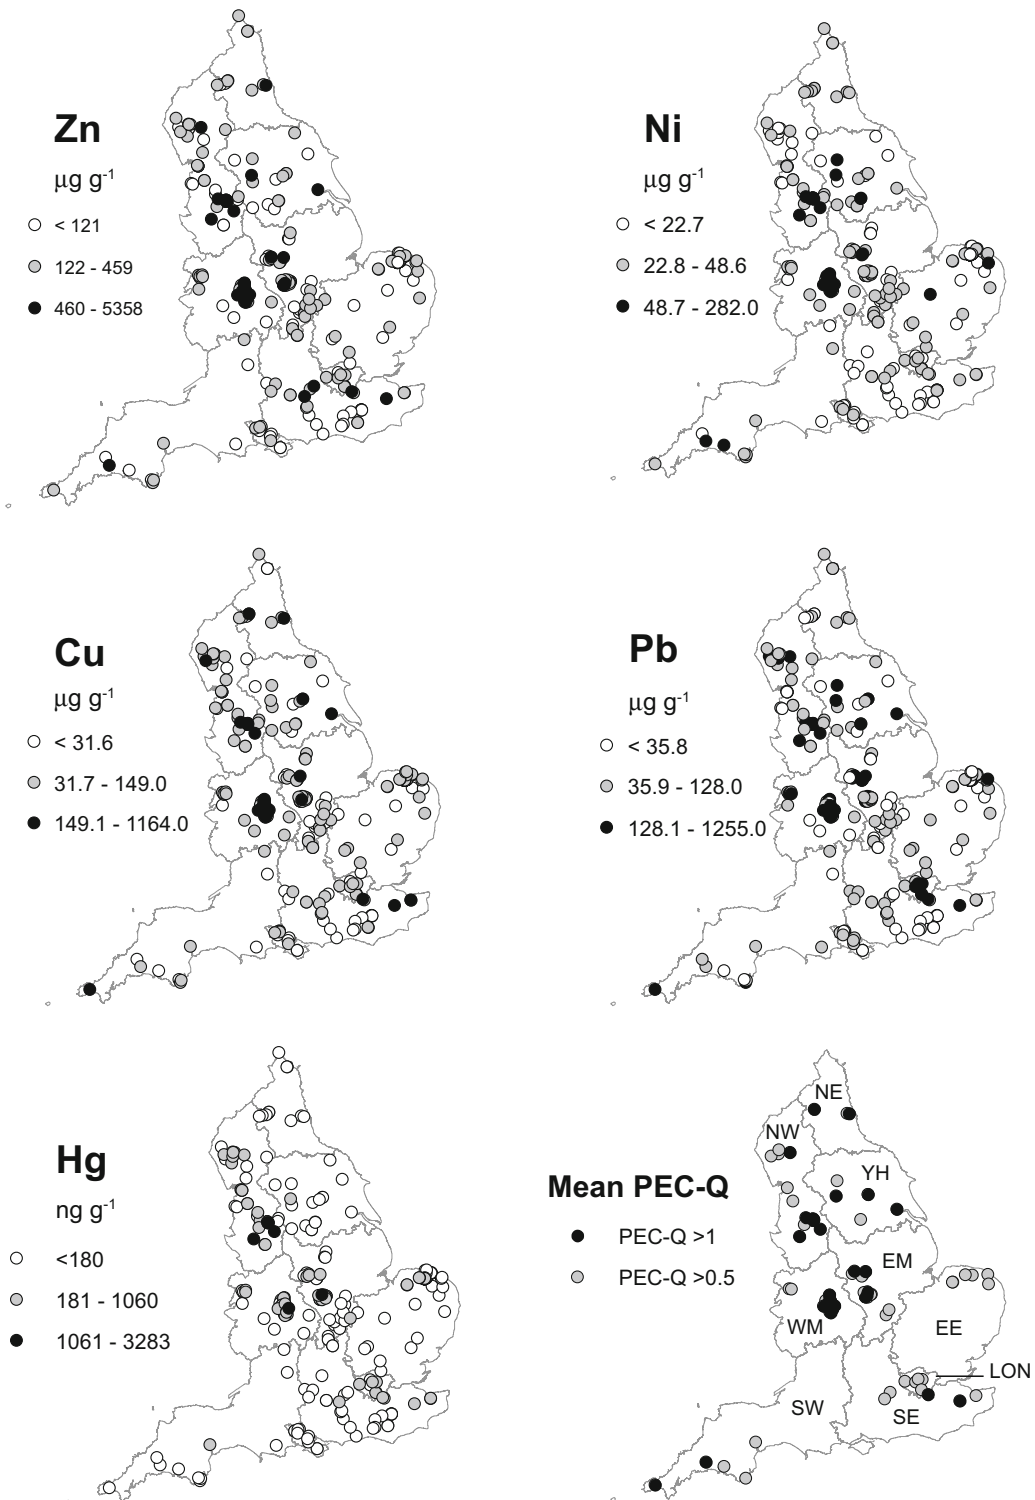 Zn
µg g-1
< 121
122 - 459
460 - 5358
Ni
µg g-1
< 22.7
22.8 - 48.6
48.7 - 282.0
Cu
µg g-1
< 31.6
31.7 - 149.0
149.1 - 1164.0
Pb
µg g-1
< 35.8
35.9 - 128.0
128.1 - 1255.0
Hg
ng g-1
<180
181 - 1060
1061 - 3283
Mean PEC-Q
PEC-Q >1
PEC-Q >0.5
NE
NW
YH
EM
WM
EE
LON
SW
SE